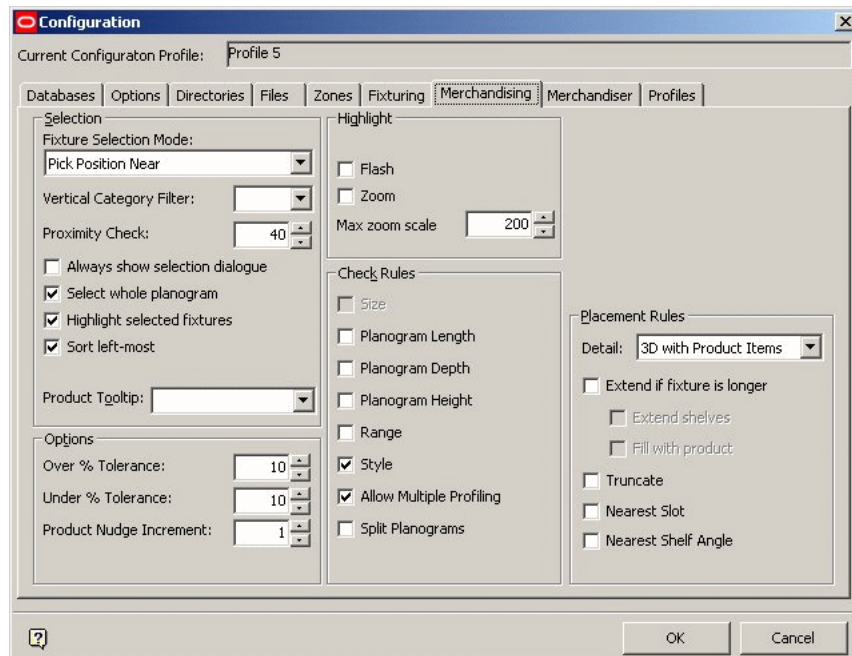 Configuration
Current Configuraton Profile: Profile 5
Databases Options Directories Files Zones Fixturing Merchandising Merchandiser Profiles
Selection
Fixture Selection Mode:
Pick Position Near
Vertical Category Filter:
Proximity Check: 40
Always show selection dialogue
Select whole planogram
Highlight selected fixtures
Sort left-most
Product Tooltip:
Options
Over % Tolerance: 10
Under % Tolerance: 10
Product Nudge Increment: 1
Highlight
Flash
Zoom
Max zoom scale 200
Check Rules
Size
Planogram Length
Planogram Depth
Planogram Height
Range
Style
Allow Multiple Profiling
Split Planograms
Placement Rules
Detail: 3D with Product Items
Extend if fixture is longer
Extend shelves
Fill with product
Truncate
Nearest Slot
Nearest Shelf Angle
OK Cancel